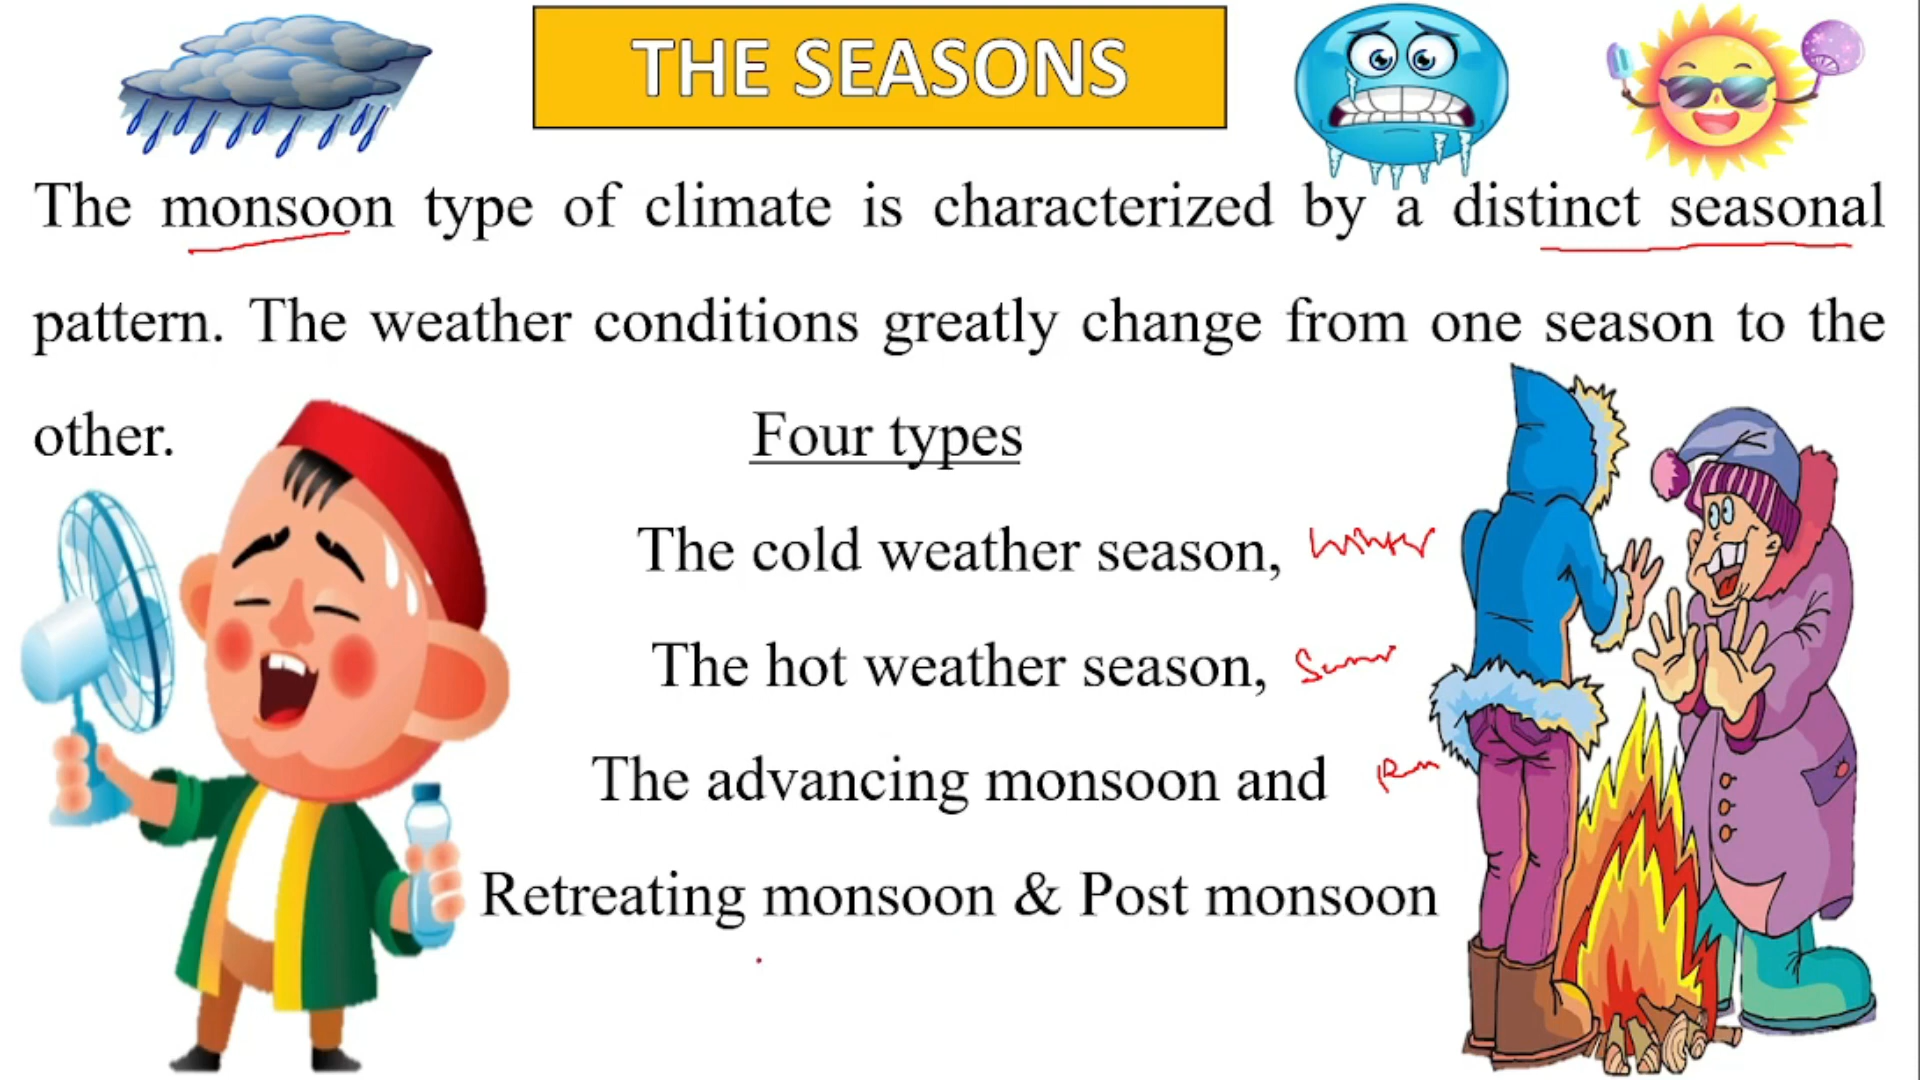 THE SEASONS
The monsoon type of climate is characterized by a distinct seasonal
pattern. The weather conditions greatly change from one season to the
other.
Four types
The cold weather season, Winter
The hot weather season,
The advancing monsoon and
Retreating monsoon & Post monsoon